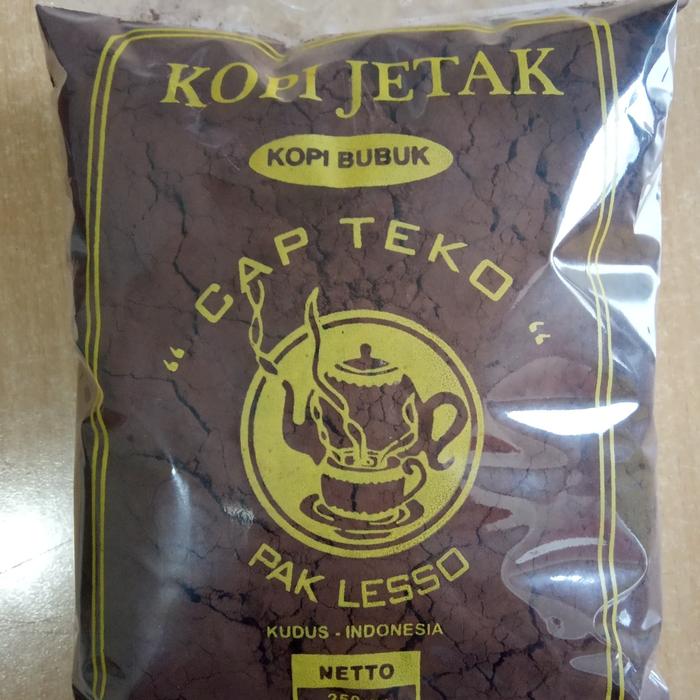 KOPI JETAK
KOPI BUBUK
“ CAP TEKO “
PAK LESSO
KUDUS - INDONESIA
NETTO